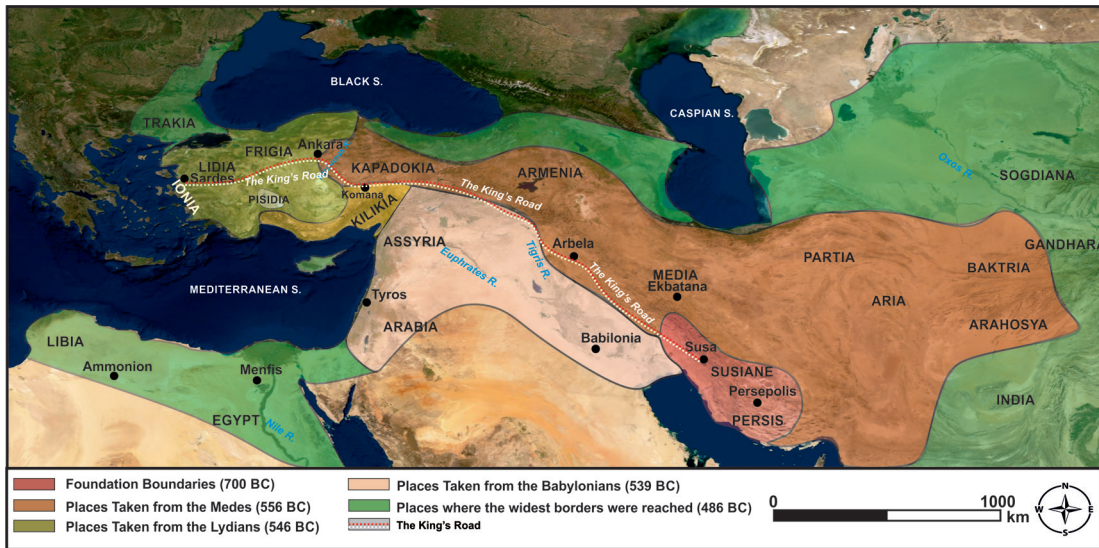 BLACK S.
CASPIAN S.
TRAKIA
Ankara
FRIGIA
LIDIA
Sardes
IONIA
The King's Road
KAPADOKIA
Komana
PISIDIA
KILIKIA
ARMENIA
The King's Road
Oxos R.
SOGDIANA
GANDHARA
ASSYRIA
Euphrates R.
Tigris R.
Arbela
The King's Road
MEDIA
Ekbatana
PARTIA
BAKTRIA
ARIA
ARAHOSYA
MEDITERRANEAN S.
Tyros
ARABIA
Babilonia
Susa
SUSIANE
Persepolis
PERSIS
INDIA
LIBIA
Ammonion
Menfis
EGYPT
Nile R.
Foundation Boundaries (700 BC)
Places Taken from the Medes (556 BC)
Places Taken from the Lydians (546 BC)
Places Taken from the Babylonians (539 BC)
Places where the widest borders were reached (486 BC)
The King's Road
0 1000
km
N
W E
S